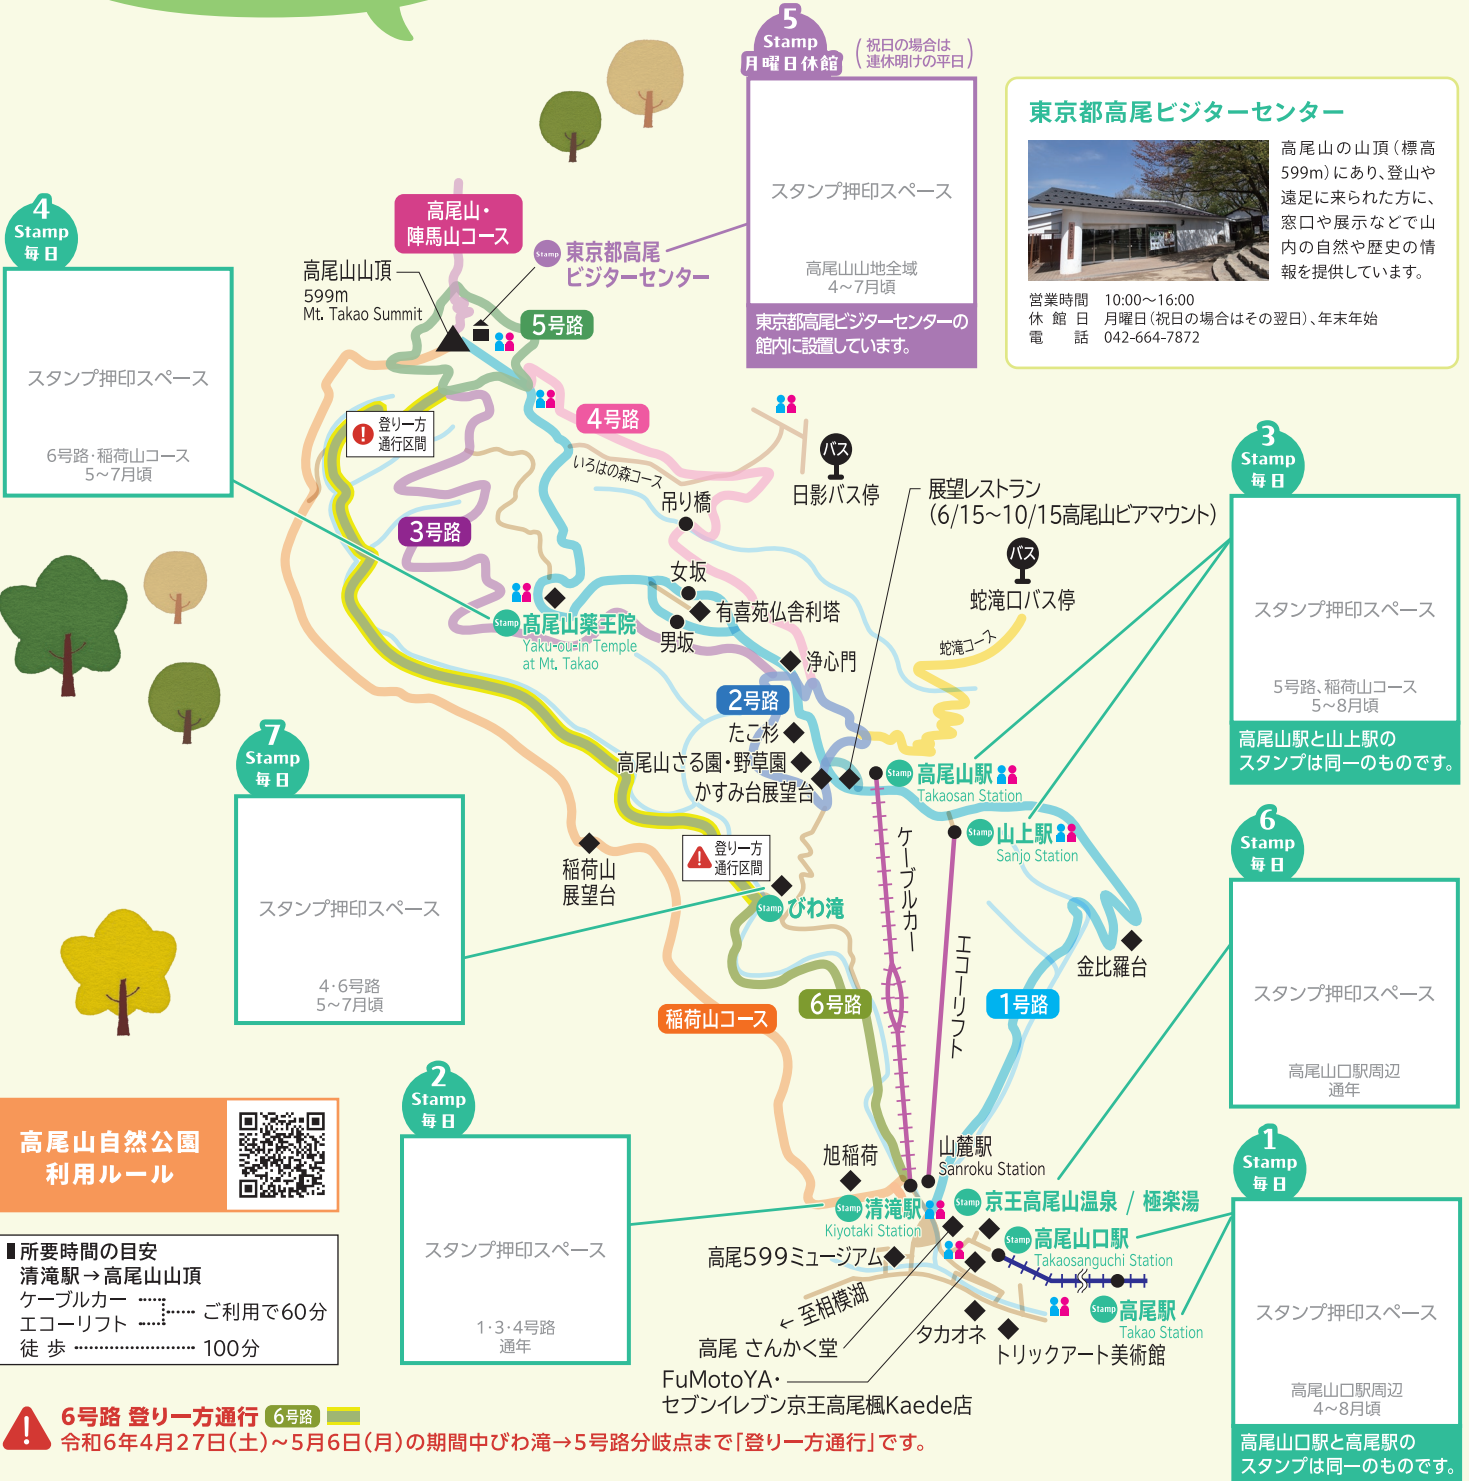 5
Stamp
月曜日休館
(祝日の場合は
連休明けの平日)
スタンプ押印スペース
高尾山山地全域
4～7月頃
東京都高尾ビジターセンターの
館内に設置しています。
東京都高尾ビジターセンター
高尾山の山頂(標高
599m)にあり、登山や
遠足に来られた方に、
窓口や展示などで山
内の自然や歴史の情
報を提供しています。
営業時間 10:00～16:00
休館日 月曜日(祝日の場合はその翌日)、年末年始
電話 042-664-7872
4
Stamp
毎日
スタンプ押印スペース
6号路・稲荷山コース
5～7月頃
高尾山・
陣馬山コース
Stamp
東京都高尾
ビジターセンター
高尾山山頂
599m
Mt. Takao Summit
5号路
4号路
登り一方
通行区間
いろはの森コース
吊り橋
バス
日影バス停
展望レストラン
(6/15～10/15高尾山ビアマウント)
バス
蛇滝口バス停
蛇滝コース
3号路
女坂
有喜苑仏舎利塔
男坂
Stamp
髙尾山薬王院
Yaku-ou-in Temple
at Mt. Takao
浄心門
2号路
たこ杉
高尾山さる園・野草園
かすみ台展望台
Stamp
高尾山駅
Takaosan Station
Stamp
山上駅
Sanjo Station
3
Stamp
毎日
スタンプ押印スペース
5号路、稲荷山コース
5～8月頃
高尾山駅と山上駅の
スタンプは同一のものです。
7
Stamp
毎日
スタンプ押印スペース
4・6号路
5～7月頃
稲荷山
展望台
登り一方
通行区間
Stamp
びわ滝
ケーブルカー
エコーリフト
金比羅台
1号路
6号路
稲荷山コース
6
Stamp
毎日
スタンプ押印スペース
高尾山口駅周辺
通年
2
Stamp
毎日
スタンプ押印スペース
1・3・4号路
通年
高尾山自然公園
利用ルール
旭稲荷
山麓駅
Sanroku Station
Stamp
清滝駅
Kiyotaki Station
Stamp
京王高尾山温泉 / 極楽湯
Stamp
高尾山口駅
Takaosanguchi Station
Stamp
高尾駅
Takao Station
高尾599ミュージアム
←至相模湖
高尾 さんかく堂
タカオネ
トリックアート美術館
FuMotoYA・
セブンイレブン京王高尾楓Kaede店
1
Stamp
毎日
スタンプ押印スペース
高尾山口駅周辺
4～8月頃
高尾山口駅と高尾駅の
スタンプは同一のものです。
所要時間の目安
清滝駅→高尾山山頂
ケーブルカー
エコーリフト
ご利用で60分
徒歩 100分
6号路 登り一方通行 6号路
令和6年4月27日(土)～5月6日(月)の期間中びわ滝→5号路分岐点まで「登り一方通行」です。